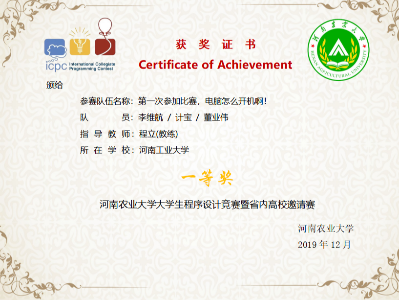 icpc International Collegiate
Programming Contest
获奖证书
Certificate of Achievement
河南农业大学
HENAN AGRICULTURAL UNIVERSITY
颁给
参赛队伍名称：第一次参加比赛，电脑怎么开机啊！
队 员：李维航 / 计宝 / 董业伟
指导教师：程立(教练)
所在学校：河南工业大学
一等奖
河南农业大学大学生程序设计竞赛暨省内高校邀请赛
河南农业大学
2019 年 12 月